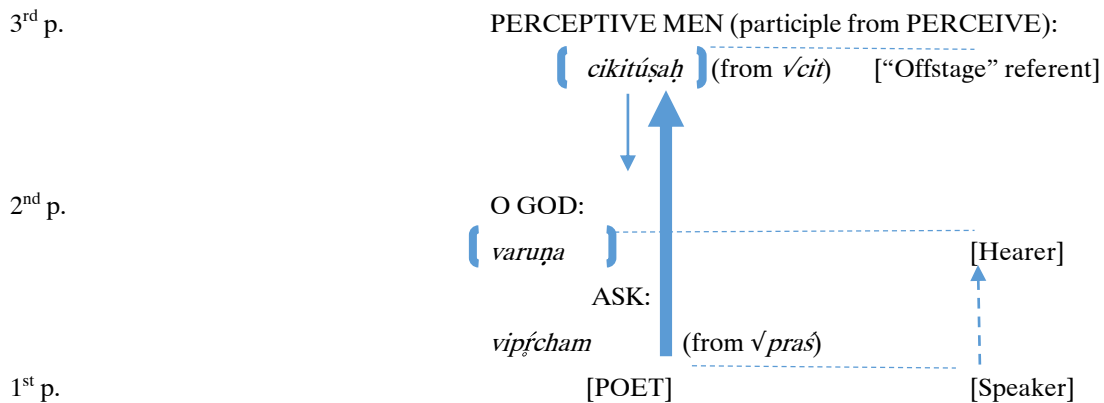 3rd p. PERCEPTIVE MEN (participle from PERCEIVE):
cikitúṣaḥ (from √cit) [“Offstage” referent]
2nd p. O GOD:
varuṇa [Hearer]
ASK:
vipŕ̥cham (from √praś)
1st p. [POET] [Speaker]